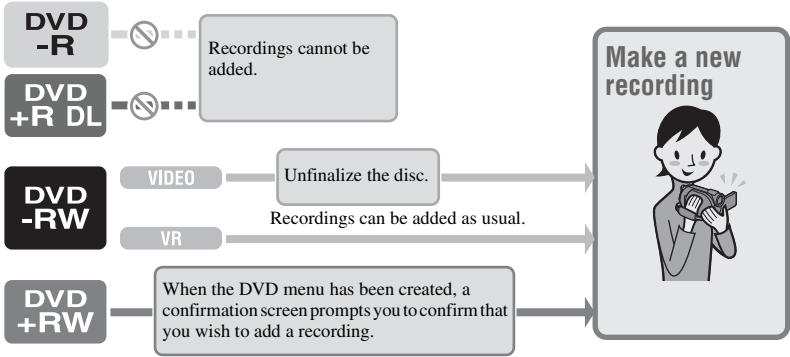 DVD
-R
Recordings cannot be
added.
DVD
+R DL
Make a new
recording
DVD
-RW
VIDEO
Unfinalize the disc.
Recordings can be added as usual.
VR
DVD
+RW
When the DVD menu has been created, a
confirmation screen prompts you to confirm that
you wish to add a recording.